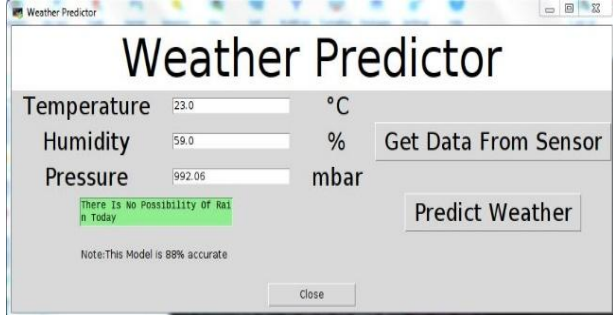 Weather Predictor
Weather Predictor
Temperature 23.0 °C
Humidity 59.0 % Get Data From Sensor
Pressure 992.06 mbar
There Is No Possibility Of Rai
n Today
Predict Weather
Note:This Model is 88% accurate
Close